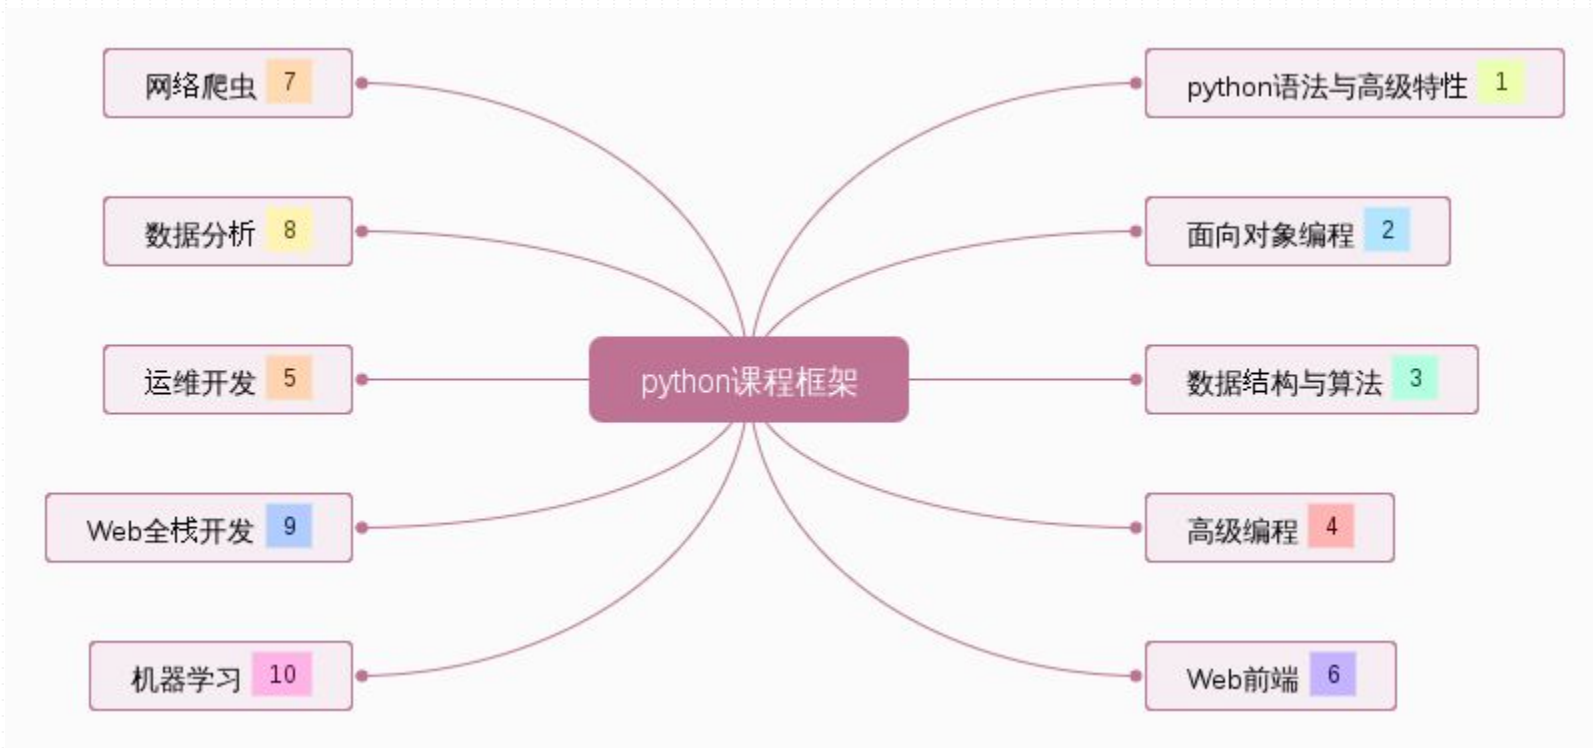 网络爬虫 7
python语法与高级特性 1
数据分析 8
面向对象编程 2
运维开发 5
python课程框架
数据结构与算法 3
Web全栈开发 9
高级编程 4
机器学习 10
Web前端 6